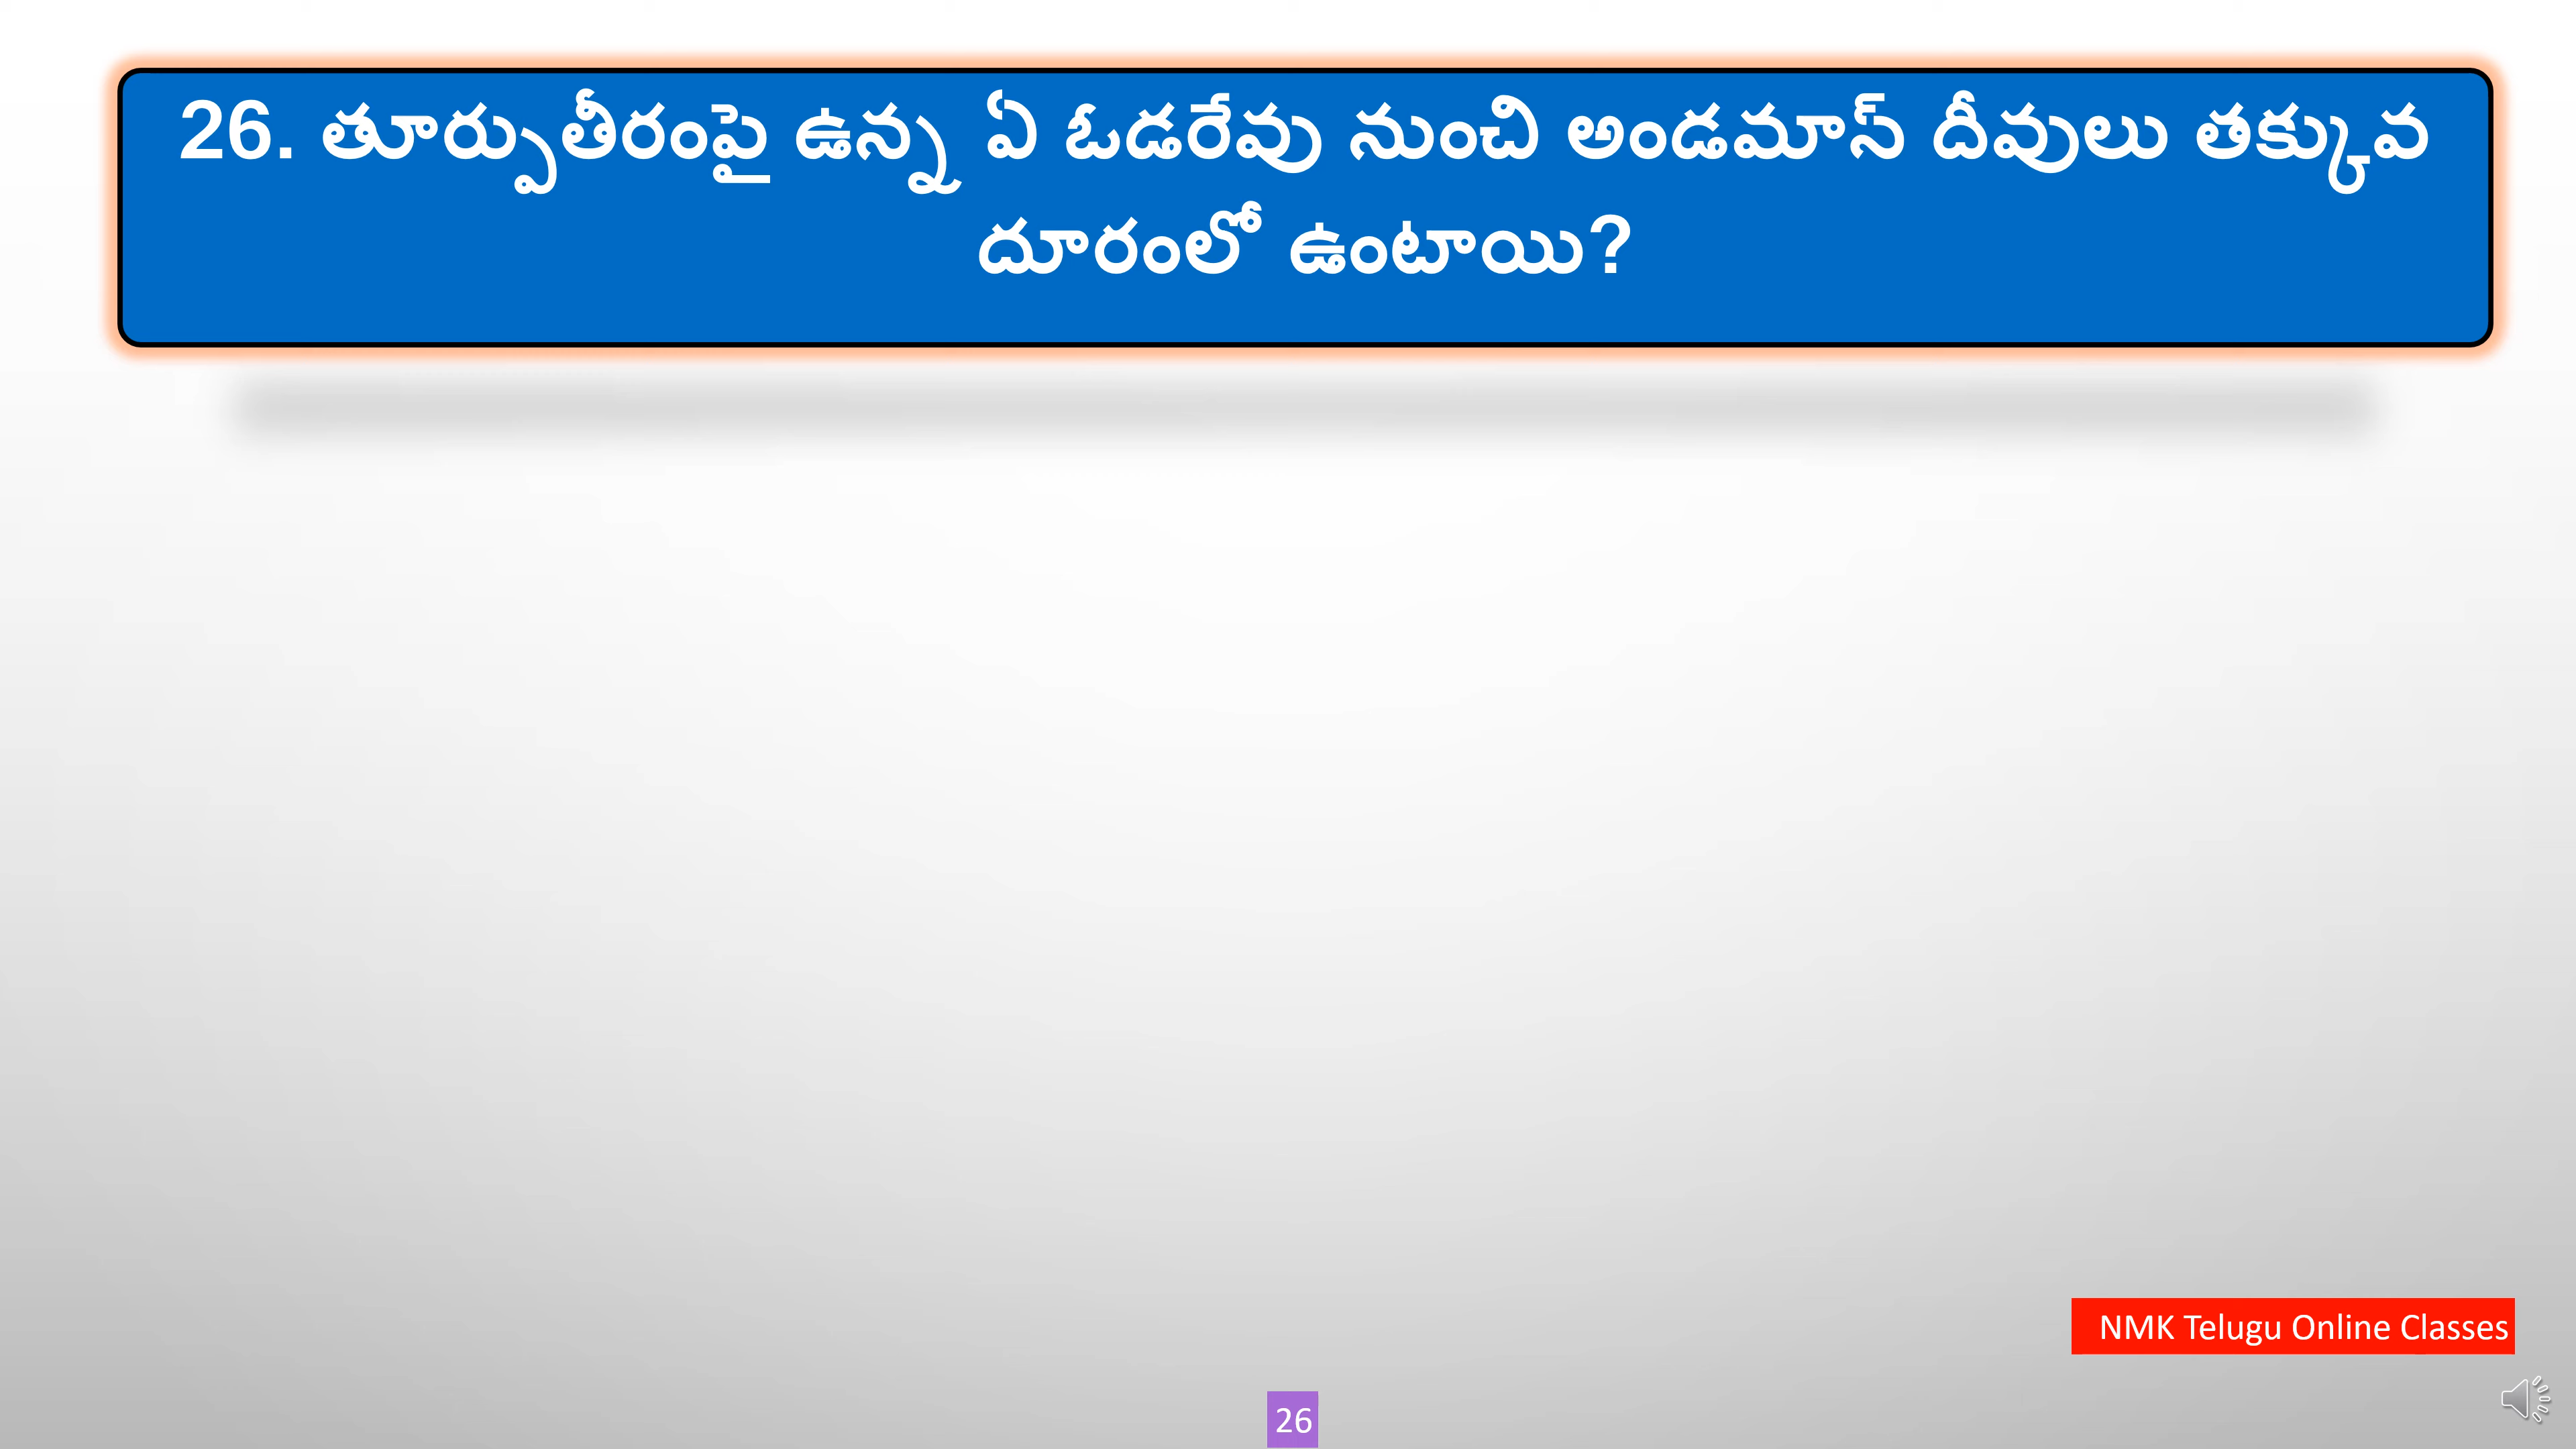 26. తూర్పుతీరంపై ఉన్న ఏ ఓడరేవు నుంచి అండమాన్ దీవులు తక్కువ
దూరంలో ఉంటాయి?
NMK Telugu Online Classes
26